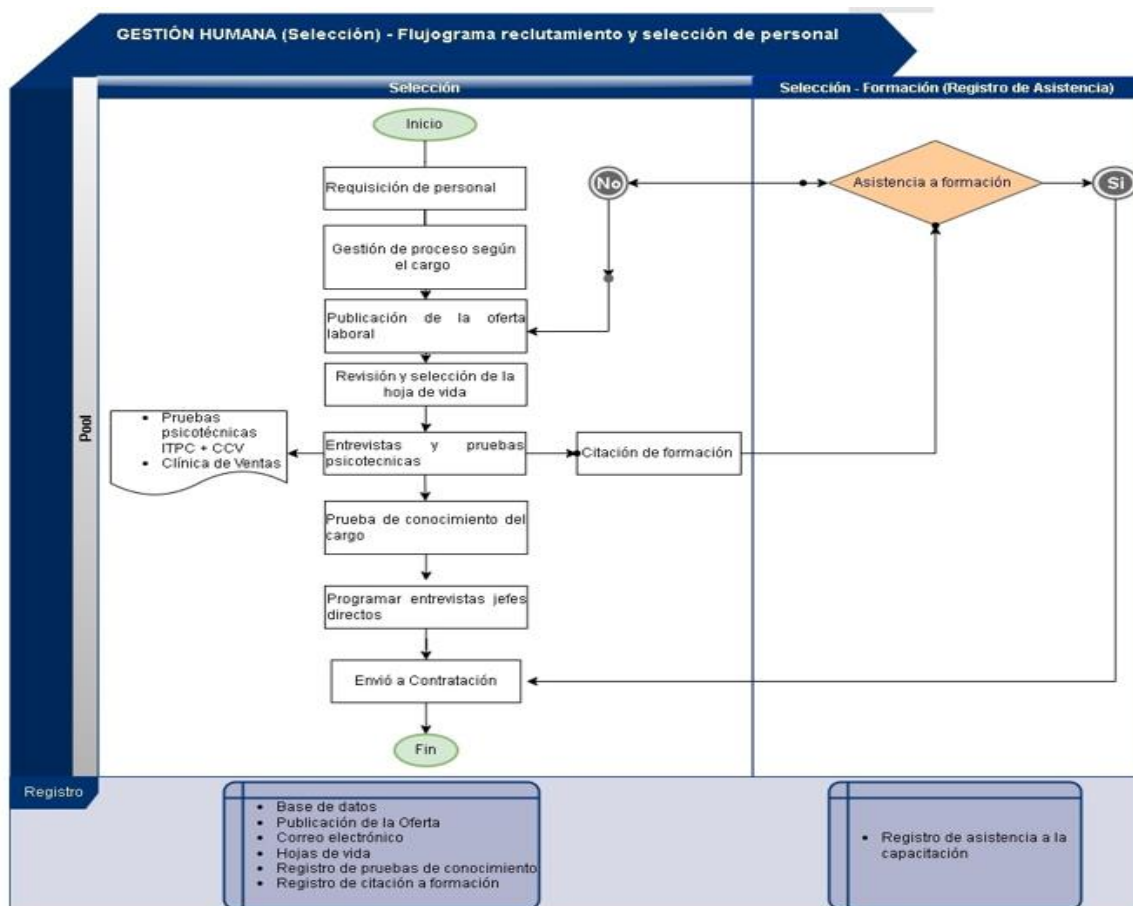 GESTIÓN HUMANA (Selección) - Flujograma reclutamiento y selección de personal
Selección
Selección - Formación (Registro de Asistencia)
Pool
Inicio
Requisición de personal
No
Asistencia a formación
Si
Gestión de proceso según
el cargo
Publicación de la oferta
laboral
Revisión y selección de la
hoja de vida
• Pruebas
psicotécnicas
ITPC + CCV
• Clínica de Ventas
Entrevistas y pruebas
psicotecnicas
Citación de formación
Prueba de conocimiento del
cargo
Programar entrevistas jefes
directos
Envió a Contratación
Fin
Registro
• Base de datos
• Publicación de la Oferta
• Correo electrónico
• Hojas de vida
• Registro de pruebas de conocimiento
• Registro de citación a formación
• Registro de asistencia a la
capacitación